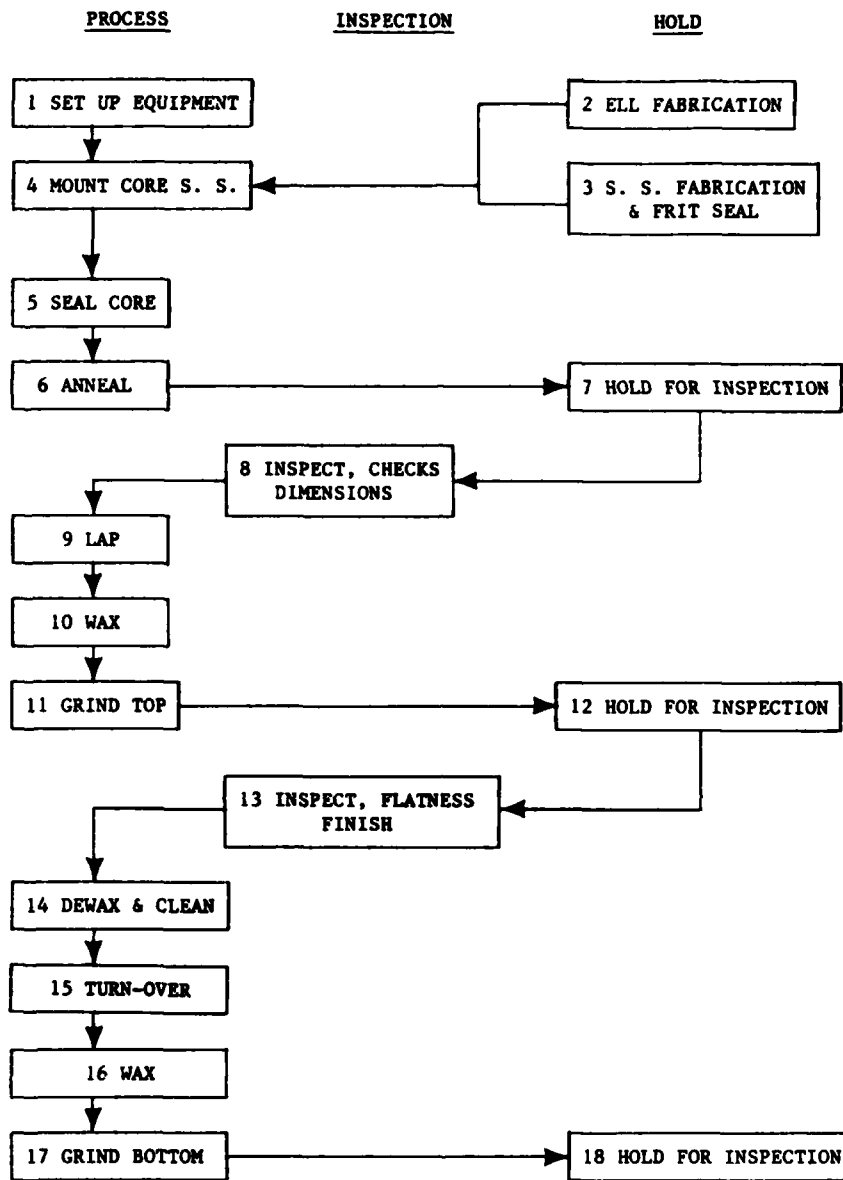 PROCESS INSPECTION HOLD
1 SET UP EQUIPMENT
2 ELL FABRICATION
4 MOUNT CORE S. S.
3 S. S. FABRICATION
& FRIT SEAL
5 SEAL CORE
6 ANNEAL
7 HOLD FOR INSPECTION
8 INSPECT, CHECKS
DIMENSIONS
9 LAP
10 WAX
11 GRIND TOP
12 HOLD FOR INSPECTION
13 INSPECT, FLATNESS
FINISH
14 DEWAX & CLEAN
15 TURN-OVER
16 WAX
17 GRIND BOTTOM
18 HOLD FOR INSPECTION